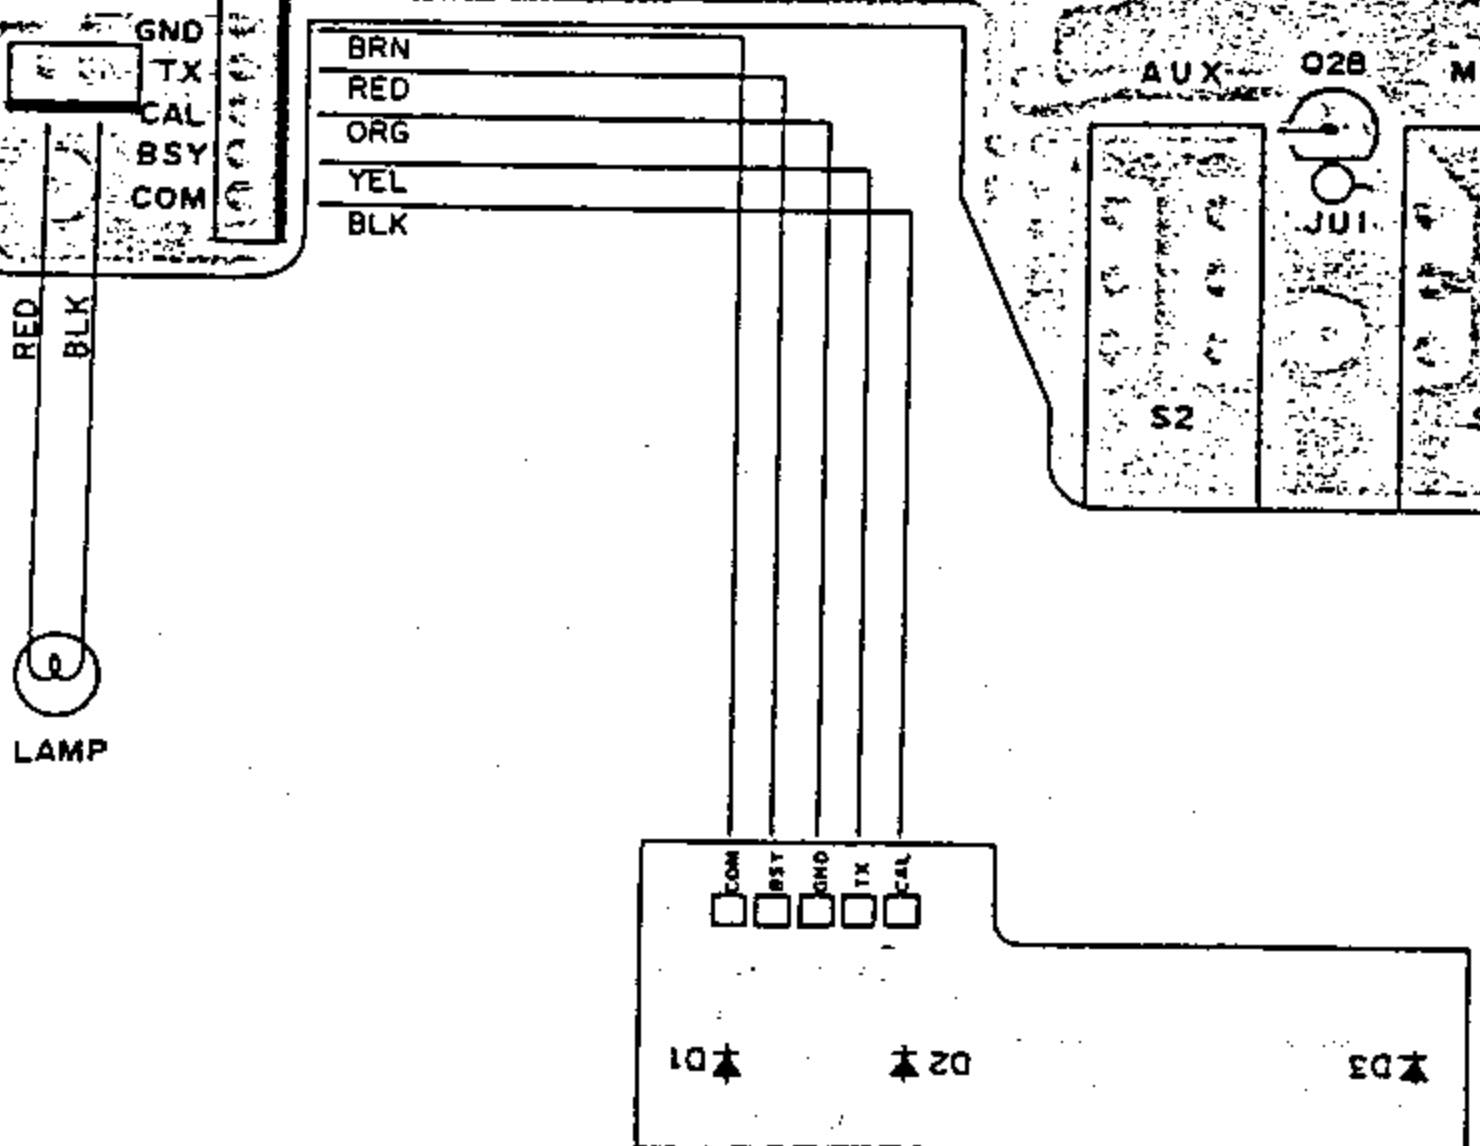 GND
TX
CAL
BSY
COM
BRN
RED
ORG
YEL
BLK
RED
BLK
LAMP
AUX
Q28
JU1
S2
COM
BSY
GND
TX
CAL
D1
D2
D3